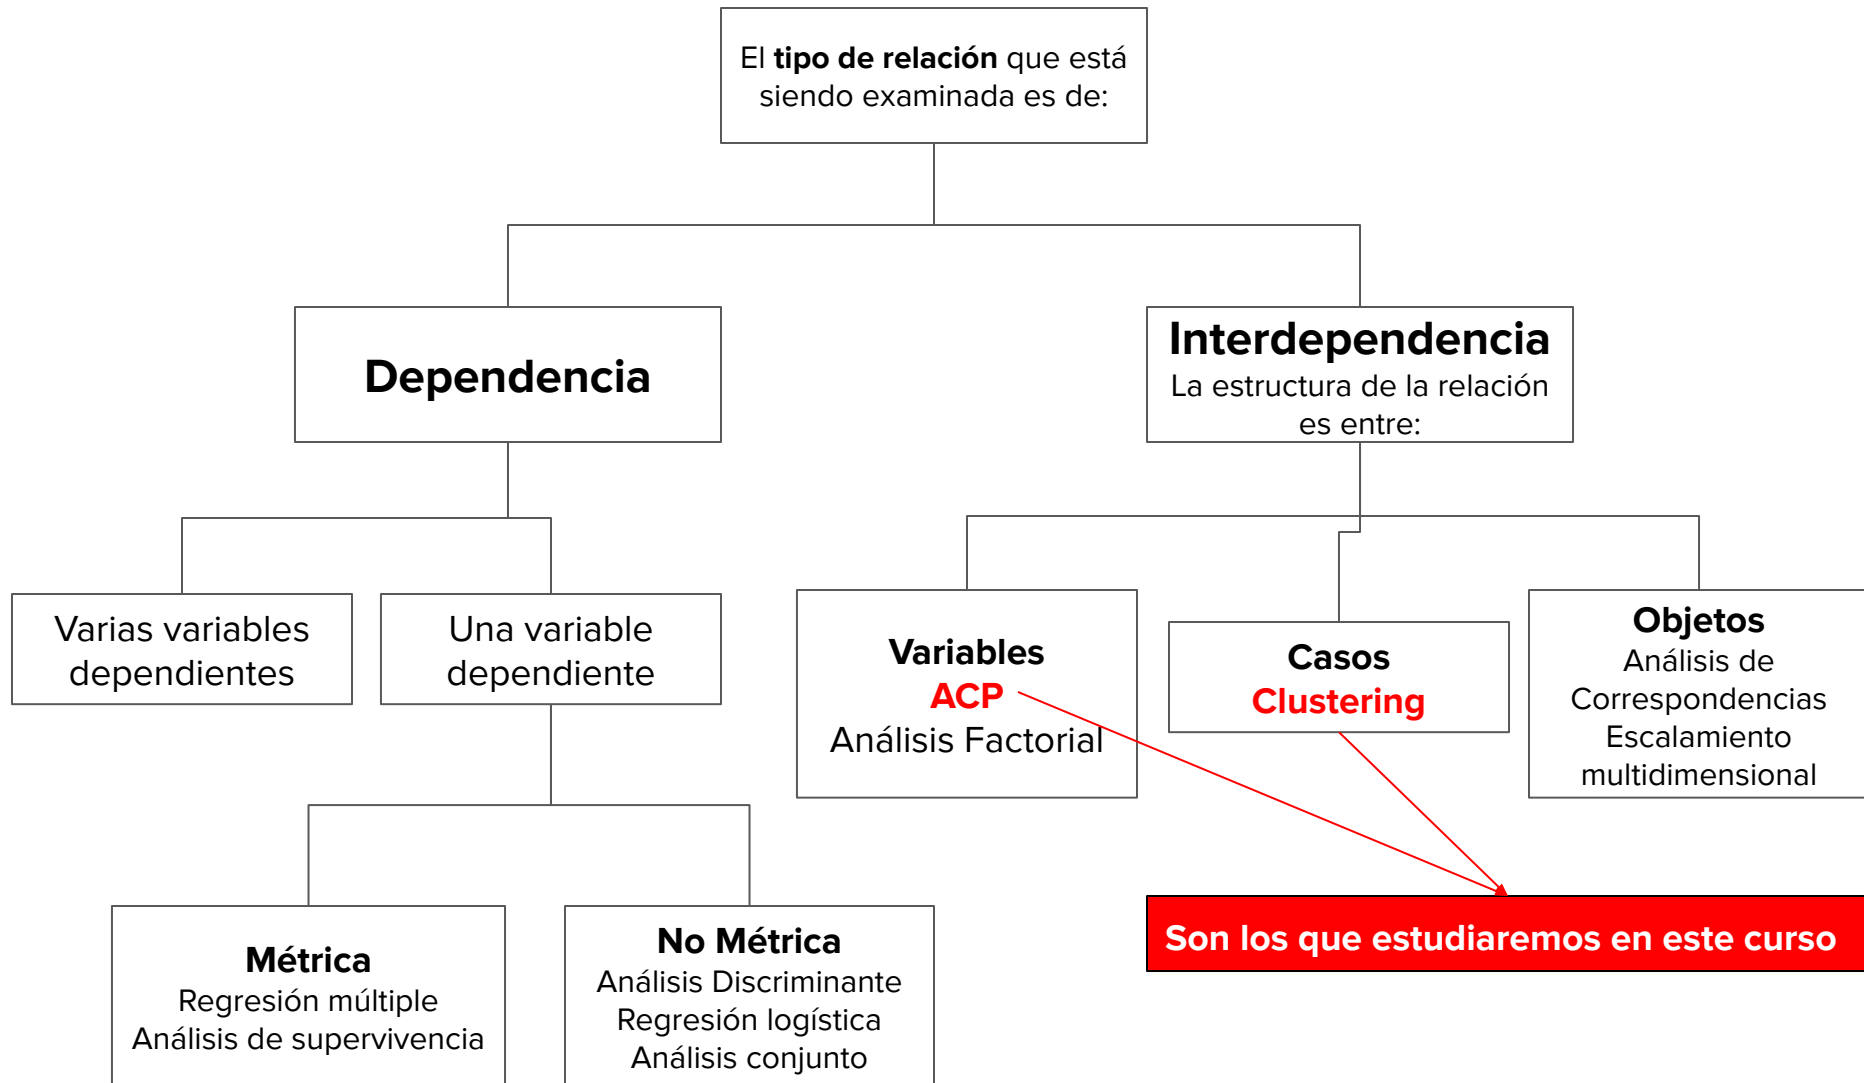 El tipo de relación que está
siendo examinada es de:
Dependencia
Interdependencia
La estructura de la relación
es entre:
Varias variables
dependientes
Una variable
dependiente
Variables
ACP
Análisis Factorial
Casos
Clustering
Objetos
Análisis de
Correspondencias
Escalamiento
multidimensional
Métrica
Regresión múltiple
Análisis de supervivencia
No Métrica
Análisis Discriminante
Regresión logística
Análisis conjunto
Son los que estudiaremos en este curso